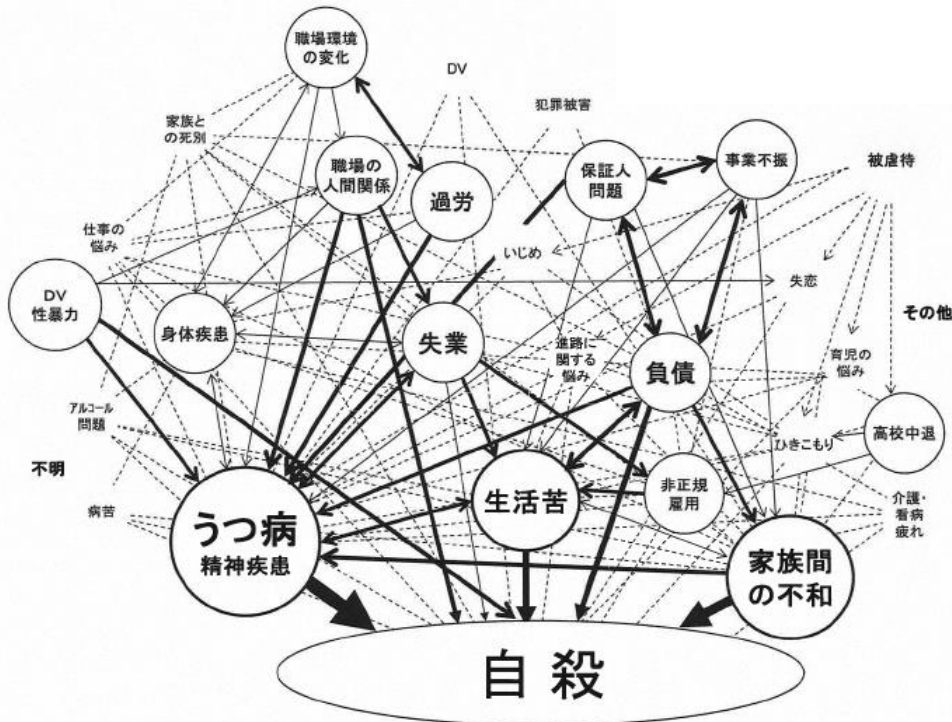 職場環境
の変化
DV
犯罪被害
家族と
の死別
職場の
人間関係
過労
保証人
問題
事業不振
被虐待
仕事の
悩み
いじめ
DV
性暴力
失恋
その他
身体疾患
失業
進路に
関する
悩み
負債
育児の
悩み
アルコール
問題
ひきこもり
高校中退
不明
病苦
うつ病
精神疾患
生活苦
非正規
雇用
介護・
看病
疲れ
家族間
の不和
自殺